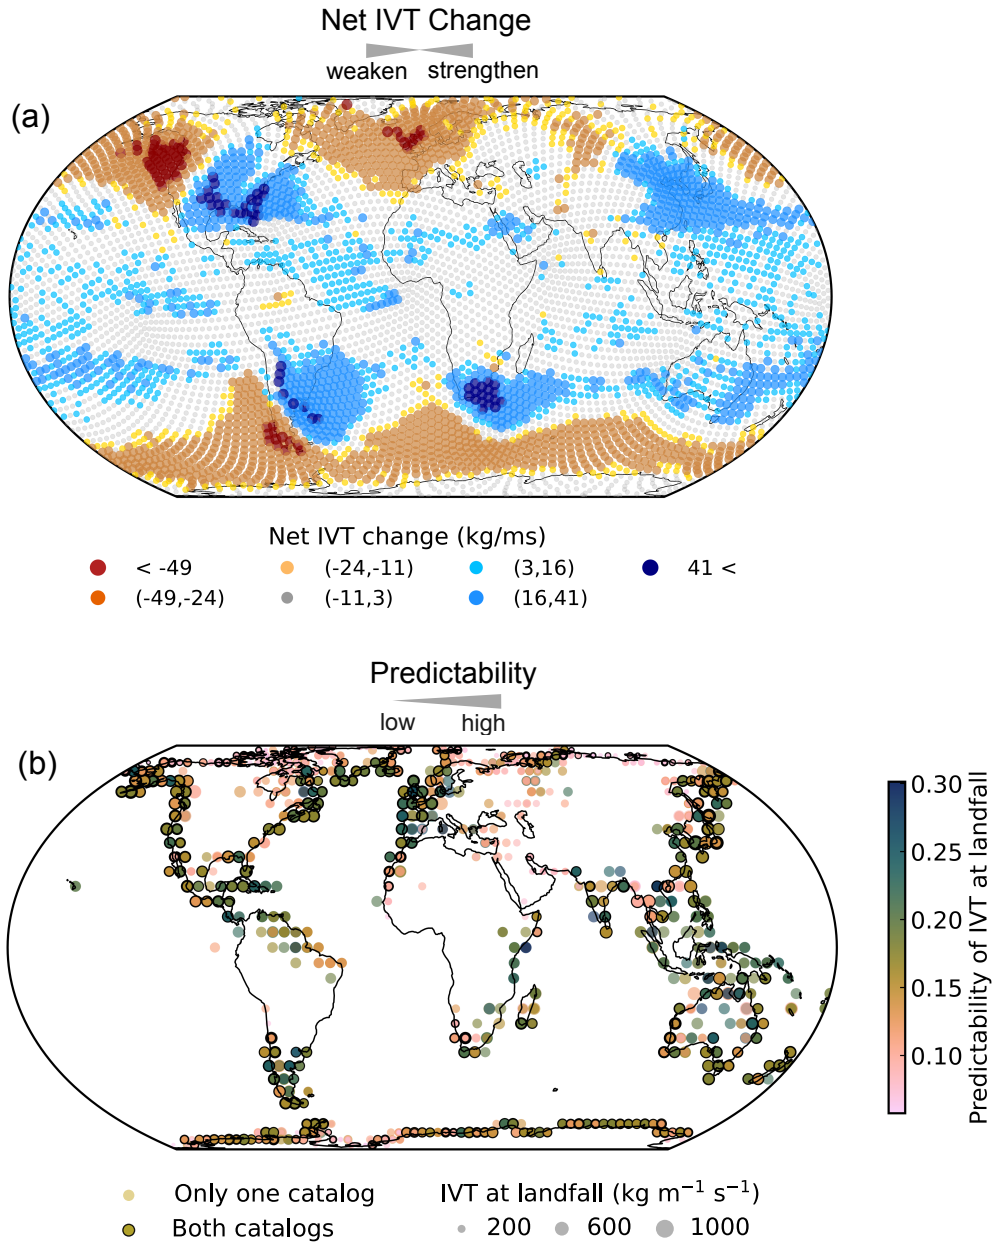 Net IVT Change
weaken strengthen
(a)
Net IVT change (kg/ms)
< -49 (-24,-11) (3,16) 41 <
(-49,-24) (-11,3) (16,41)
Predictability
low high
(b)
0.30
0.25
0.20
0.15
0.10
Predictability of IVT at landfall
Only one catalog IVT at landfall (kg m⁻¹ s⁻¹)
Both catalogs 200 600 1000